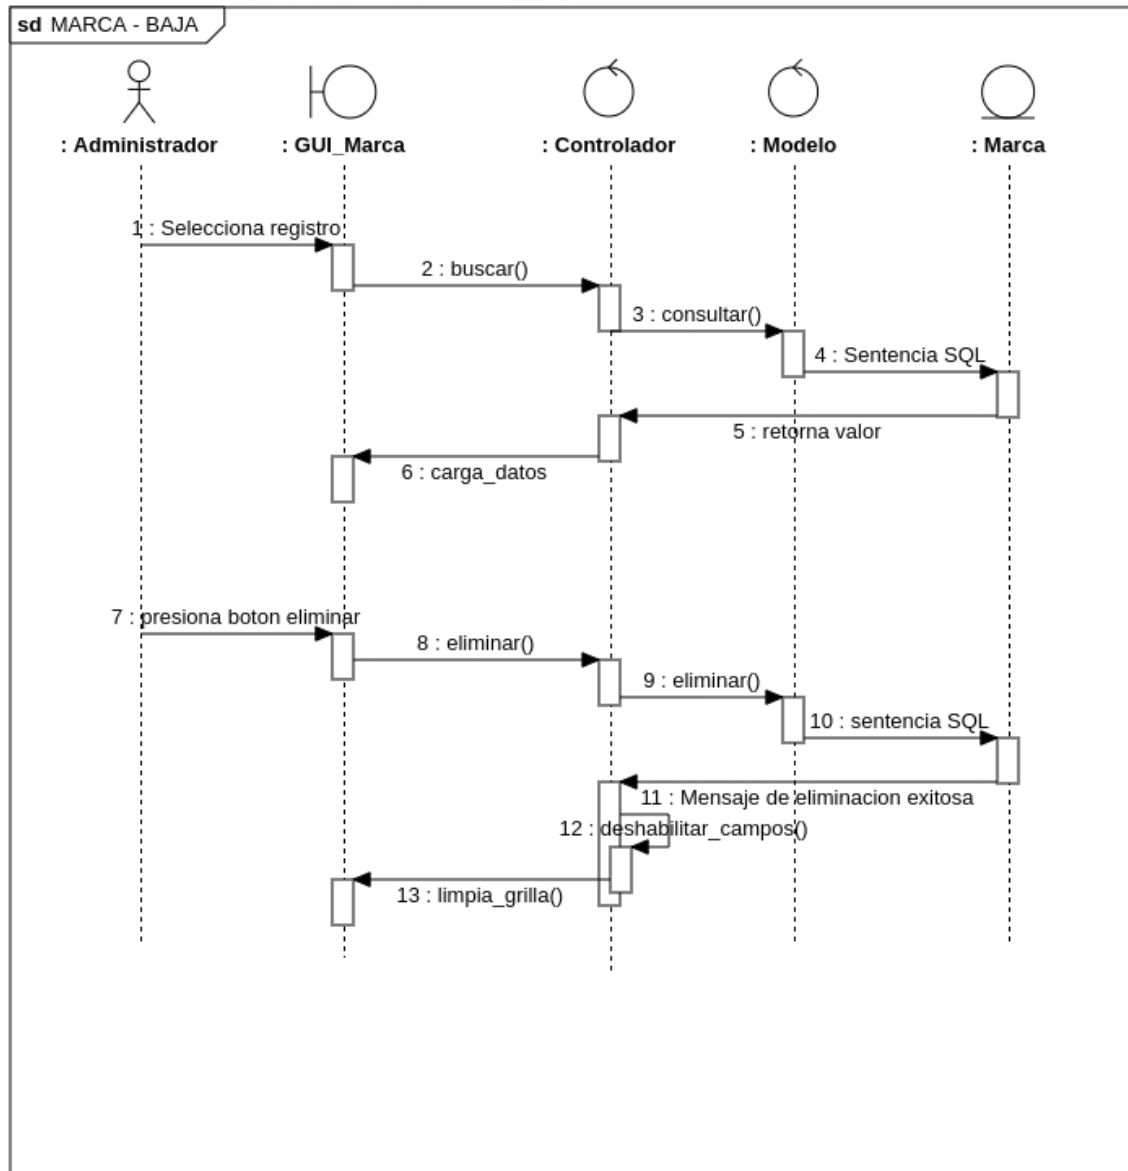 sd MARCA - BAJA
: Administrador
: GUI_Marca
: Controlador
: Modelo
: Marca
1 : Selecciona registro
2 : buscar()
3 : consultar()
4 : Sentencia SQL
5 : retorna valor
6 : carga_datos
7 : presiona boton eliminar
8 : eliminar()
9 : eliminar()
10 : sentencia SQL
11 : Mensaje de eliminacion exitosa
12 : deshabilitar_campos()
13 : limpia_grilla()